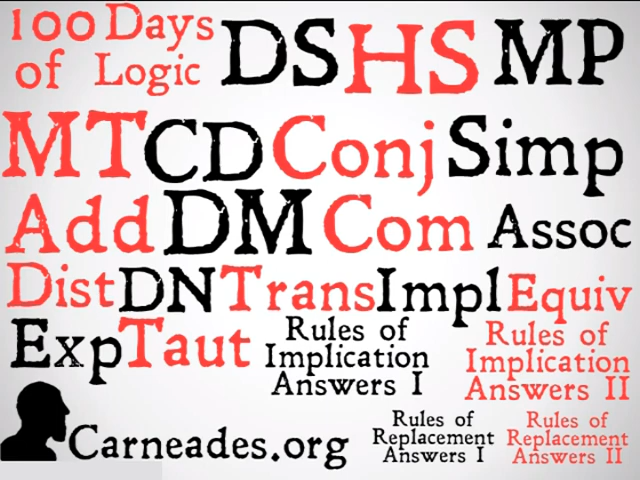 100 Days of Logic
DS HS MP
MT CD Conj Simp
Add DM Com Assoc
Dist DN Trans Impl Equiv
Exp Taut
Rules of
Implication
Answers I
Rules of
Implication
Answers II
Carneades.org
Rules of
Replacement
Answers I
Rules of
Replacement
Answers II